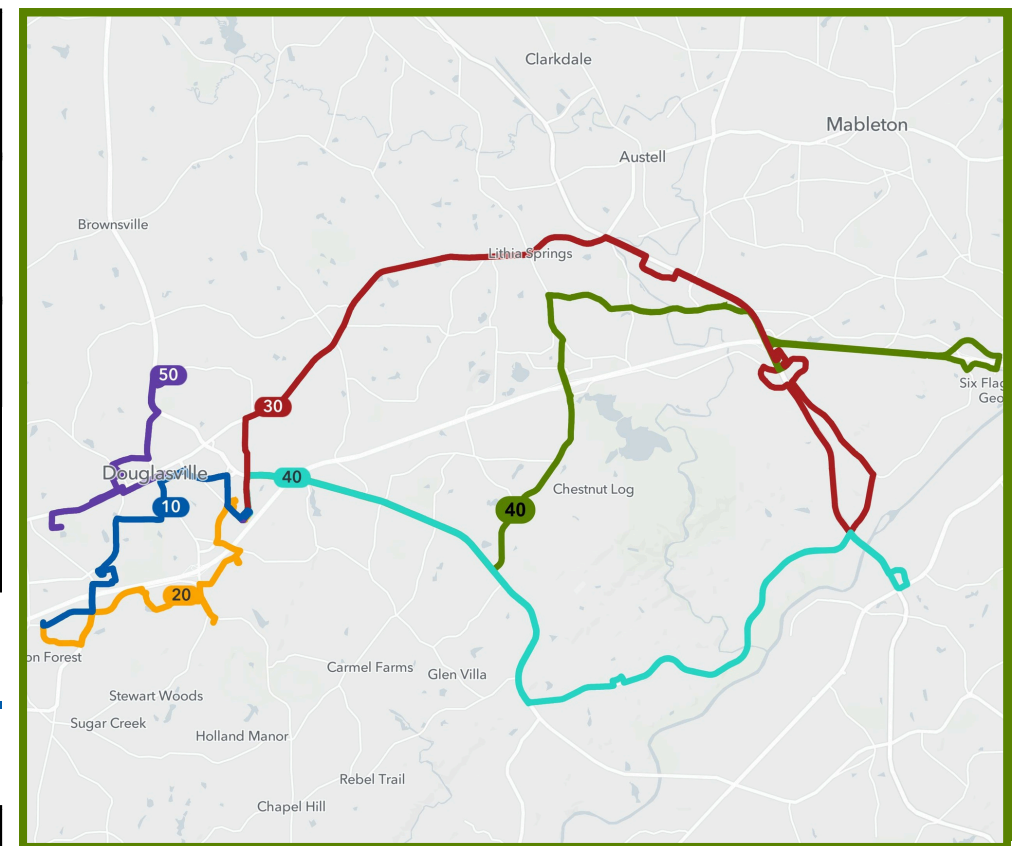 Clarkdale
Mableton
Austell
Brownsville
Lithia Springs
50
Six Flag
Geo
30
Douglasville
40
Chestnut Log
10
40
20
on Forest
Carmel Farms
Glen Villa
Stewart Woods
Sugar Creek
Holland Manor
Rebel Trail
Chapel Hill